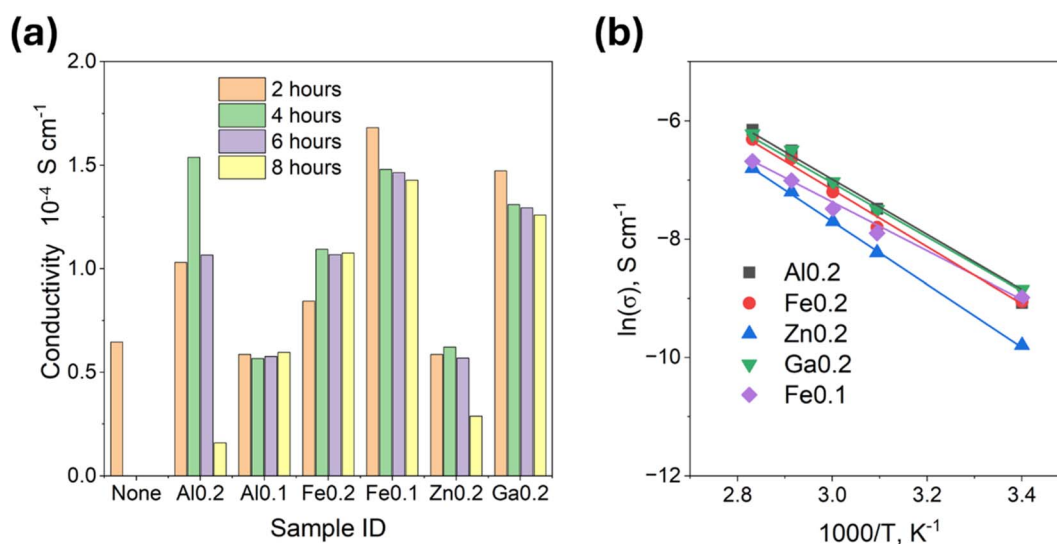 (a)
Conductivity 10⁻⁴ S cm⁻¹
2.0
1.5
1.0
0.5
0.0
2 hours
4 hours
6 hours
8 hours
None Al0.2 Al0.1 Fe0.2 Fe0.1 Zn0.2 Ga0.2
Sample ID
(b)
ln(σ), S cm⁻¹
−6
−8
−10
−12
Al0.2
Fe0.2
Zn0.2
Ga0.2
Fe0.1
2.8 3.0 3.2 3.4
1000/T, K⁻¹